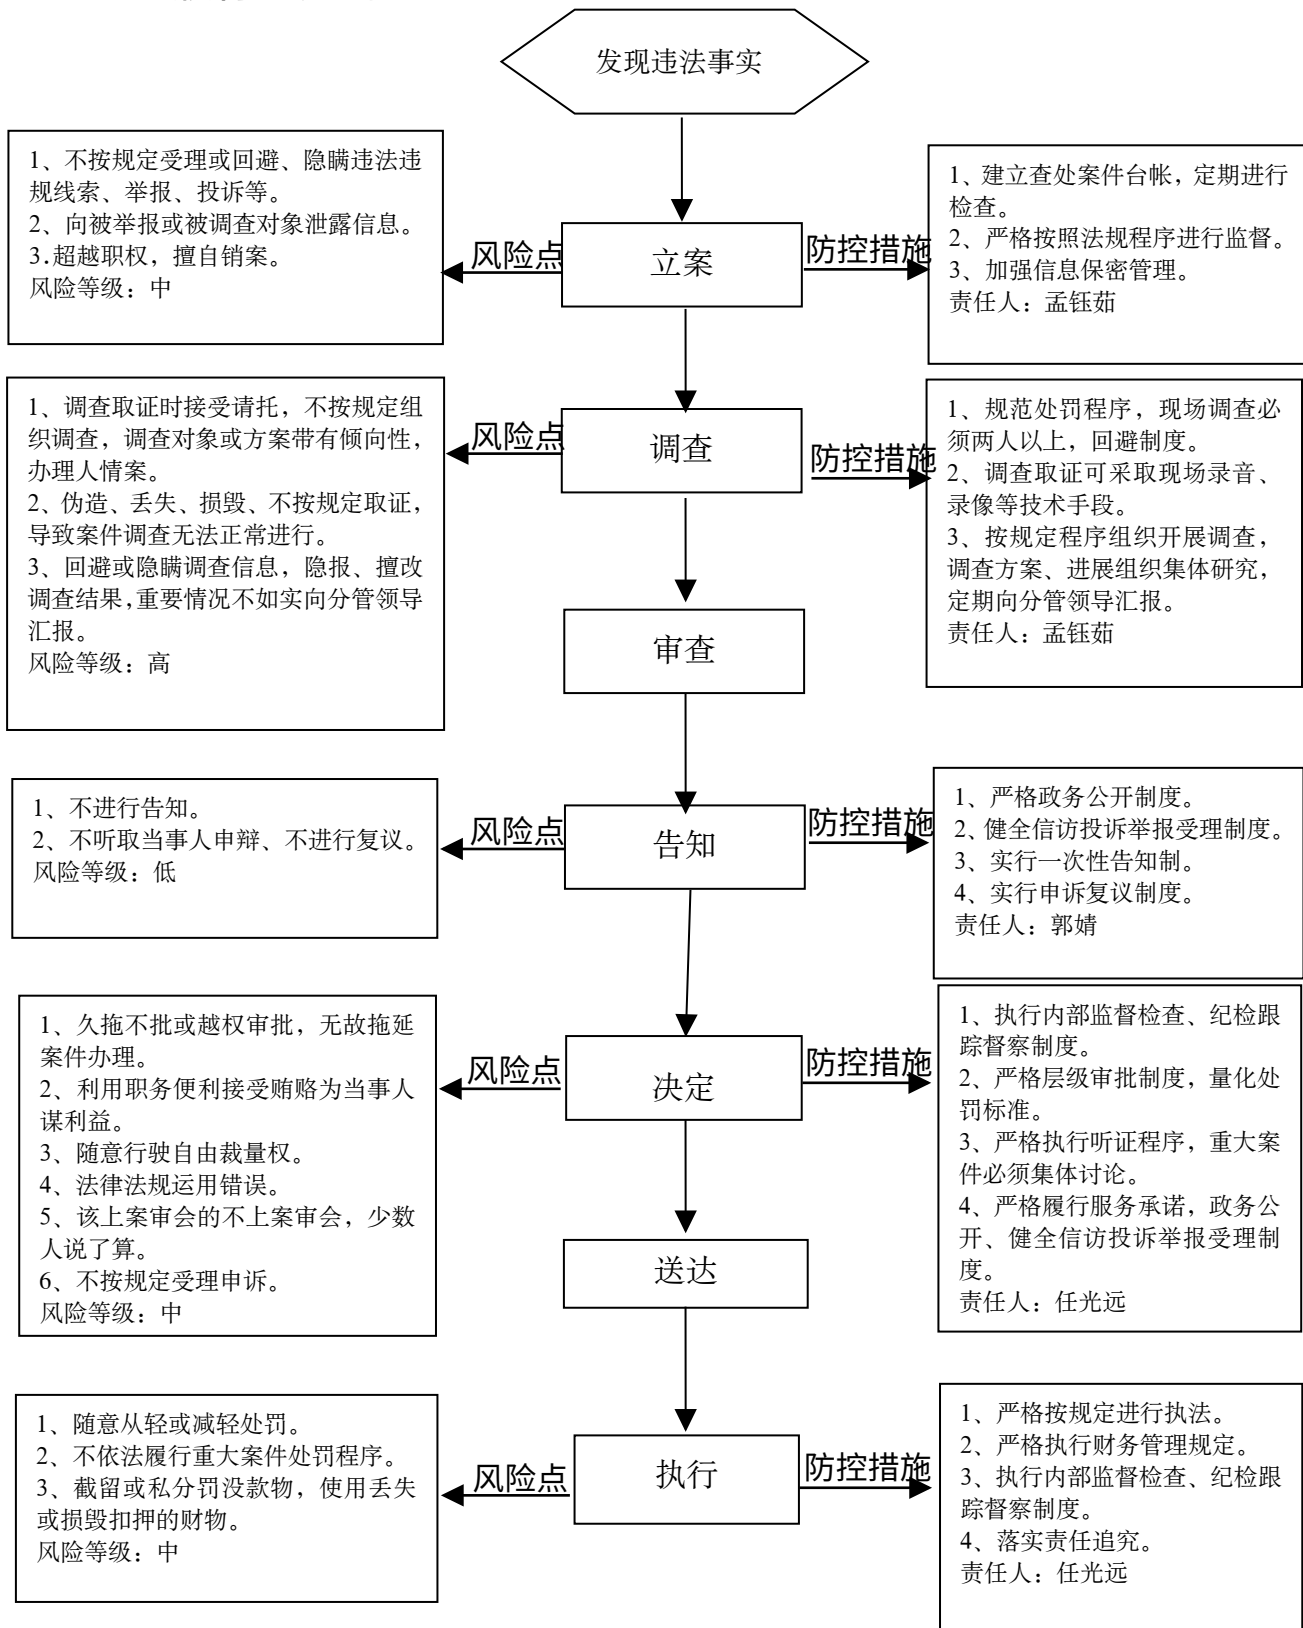 发现违法事实
1、不按规定受理或回避、隐瞒违法违
规线索、举报、投诉等。
2、向被举报或被调查对象泄露信息。
3.超越职权，擅自销案。
风险等级：中
风险点
立案
防控措施
1、建立查处案件台帐，定期进行
检查。
2、严格按照法规程序进行监督。
3、加强信息保密管理。
责任人：孟钰茹
1、调查取证时接受请托，不按规定组
织调查，调查对象或方案带有倾向性，
办理人情案。
2、伪造、丢失、损毁、不按规定取证，
导致案件调查无法正常进行。
3、回避或隐瞒调查信息，隐报、擅改
调查结果，重要情况不如实向分管领导
汇报。
风险等级：高
风险点
调查
防控措施
1、规范处罚程序，现场调查必
须两人以上，回避制度。
2、调查取证可采取现场录音、
录像等技术手段。
3、按规定程序组织开展调查，
调查方案、进展组织集体研究，
定期向分管领导汇报。
责任人：孟钰茹
审查
1、不进行告知。
2、不听取当事人申辩、不进行复议。
风险等级：低
风险点
告知
防控措施
1、严格政务公开制度。
2、健全信访投诉举报受理制度。
3、实行一次性告知制。
4、实行申诉复议制度。
责任人：郭婧
1、久拖不批或越权审批，无故拖延
案件办理。
2、利用职务便利接受贿赂为当事人
谋利益。
3、随意行驶自由裁量权。
4、法律法规运用错误。
5、该上案审会的不上案审会，少数
人说了算。
6、不按规定受理申诉。
风险等级：中
风险点
决定
防控措施
1、执行内部监督检查、纪检跟
踪督察制度。
2、严格层级审批制度，量化处
罚标准。
3、严格执行听证程序，重大案
件必须集体讨论。
4、严格履行服务承诺，政务公
开、健全信访投诉举报受理制
度。
责任人：任光远
送达
1、随意从轻或减轻处罚。
2、不依法履行重大案件处罚程序。
3、截留或私分罚没款物，使用丢失
或损毁扣押的财物。
风险等级：中
风险点
执行
防控措施
1、严格按规定进行执法。
2、严格执行财务管理规定。
3、执行内部监督检查、纪检跟
踪督察制度。
4、落实责任追究。
责任人：任光远